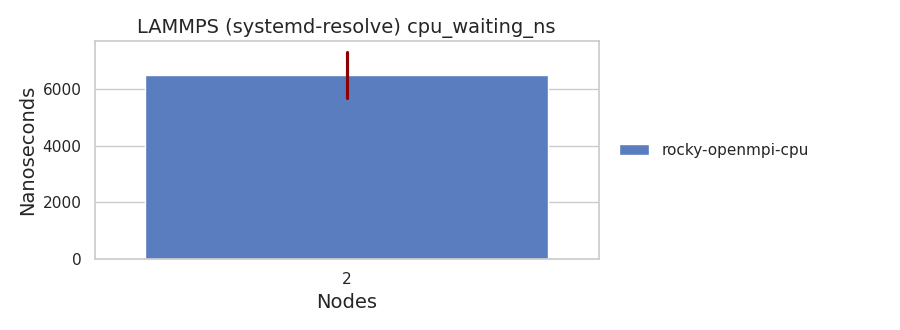 LAMMPS (systemd-resolve) cpu_waiting_ns
Nanoseconds
6000
4000
2000
0
2
Nodes
rocky-openmpi-cpu